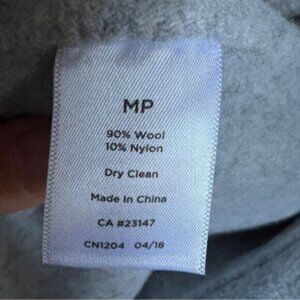 MP
90% Wool
10% Nylon
Dry Clean
Made in China
CA #23147
CN1204 04/18